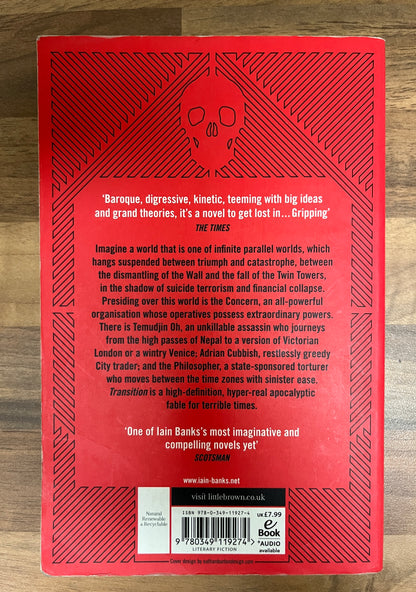 'Baroque, digressive, kinetic, teeming with big ideas
and grand theories, it's a novel to get lost in... Gripping'
THE TIMES
Imagine a world that is one of infinite parallel worlds, which
hangs suspended between triumph and catastrophe, between
the dismantling of the Wall and the fall of the Twin Towers,
in the shadow of suicide terrorism and financial collapse.
Presiding over this world is the Concern, an all-powerful
organisation whose operatives possess extraordinary powers.
There is Temudjin Oh, an unkillable assassin who journeys
from the high passes of Nepal to a version of Victorian
London or a wintry Venice; Adrian Cubbish, restlessly greedy
City trader; and the Philosopher, a state-sponsored torturer
who moves between the time zones with sinister ease.
Transition is a high-definition, hyper-real apocalyptic
fable for terrible times.
'One of Iain Banks's most imaginative and
compelling novels yet'
SCOTSMAN
www.iain-banks.net
visit littlebrown.co.uk
Natural
Renewable
& Recyclable
ISBN 978-0-349-11927-4
9 780349 119274 >
LITERARY FICTION
UK £7.99
eBook
*AUDIO
available
Cover design by nathanburtondesign.com